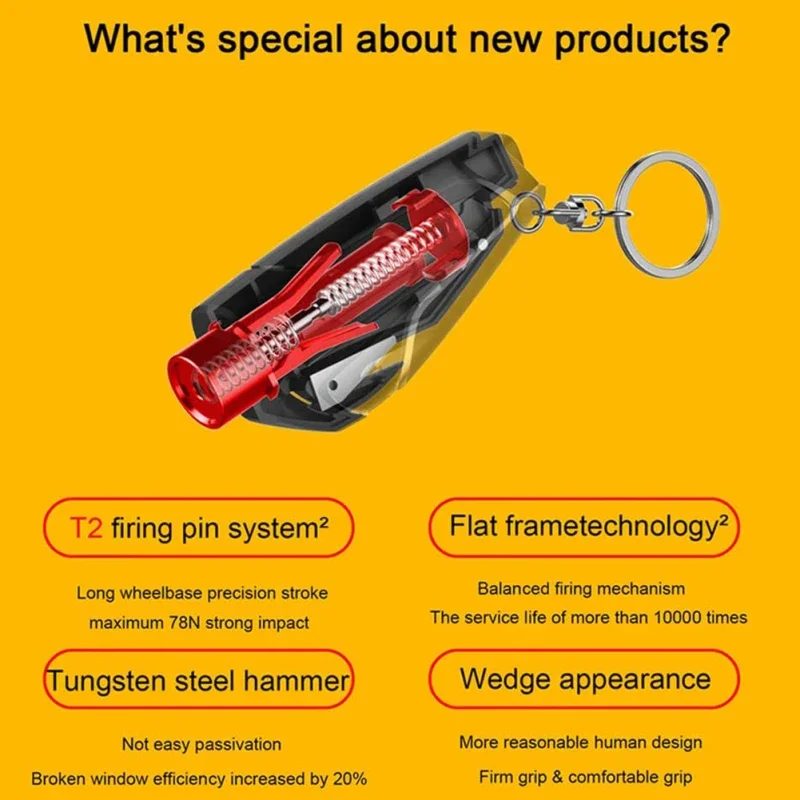 What's special about new products?
T2 firing pin system²
Long wheelbase precision stroke
maximum 78N strong impact
Flat frametechnology²
Balanced firing mechanism
The service life of more than 10000 times
Tungsten steel hammer
Not easy passivation
Broken window efficiency increased by 20%
Wedge appearance
More reasonable human design
Firm grip & comfortable grip